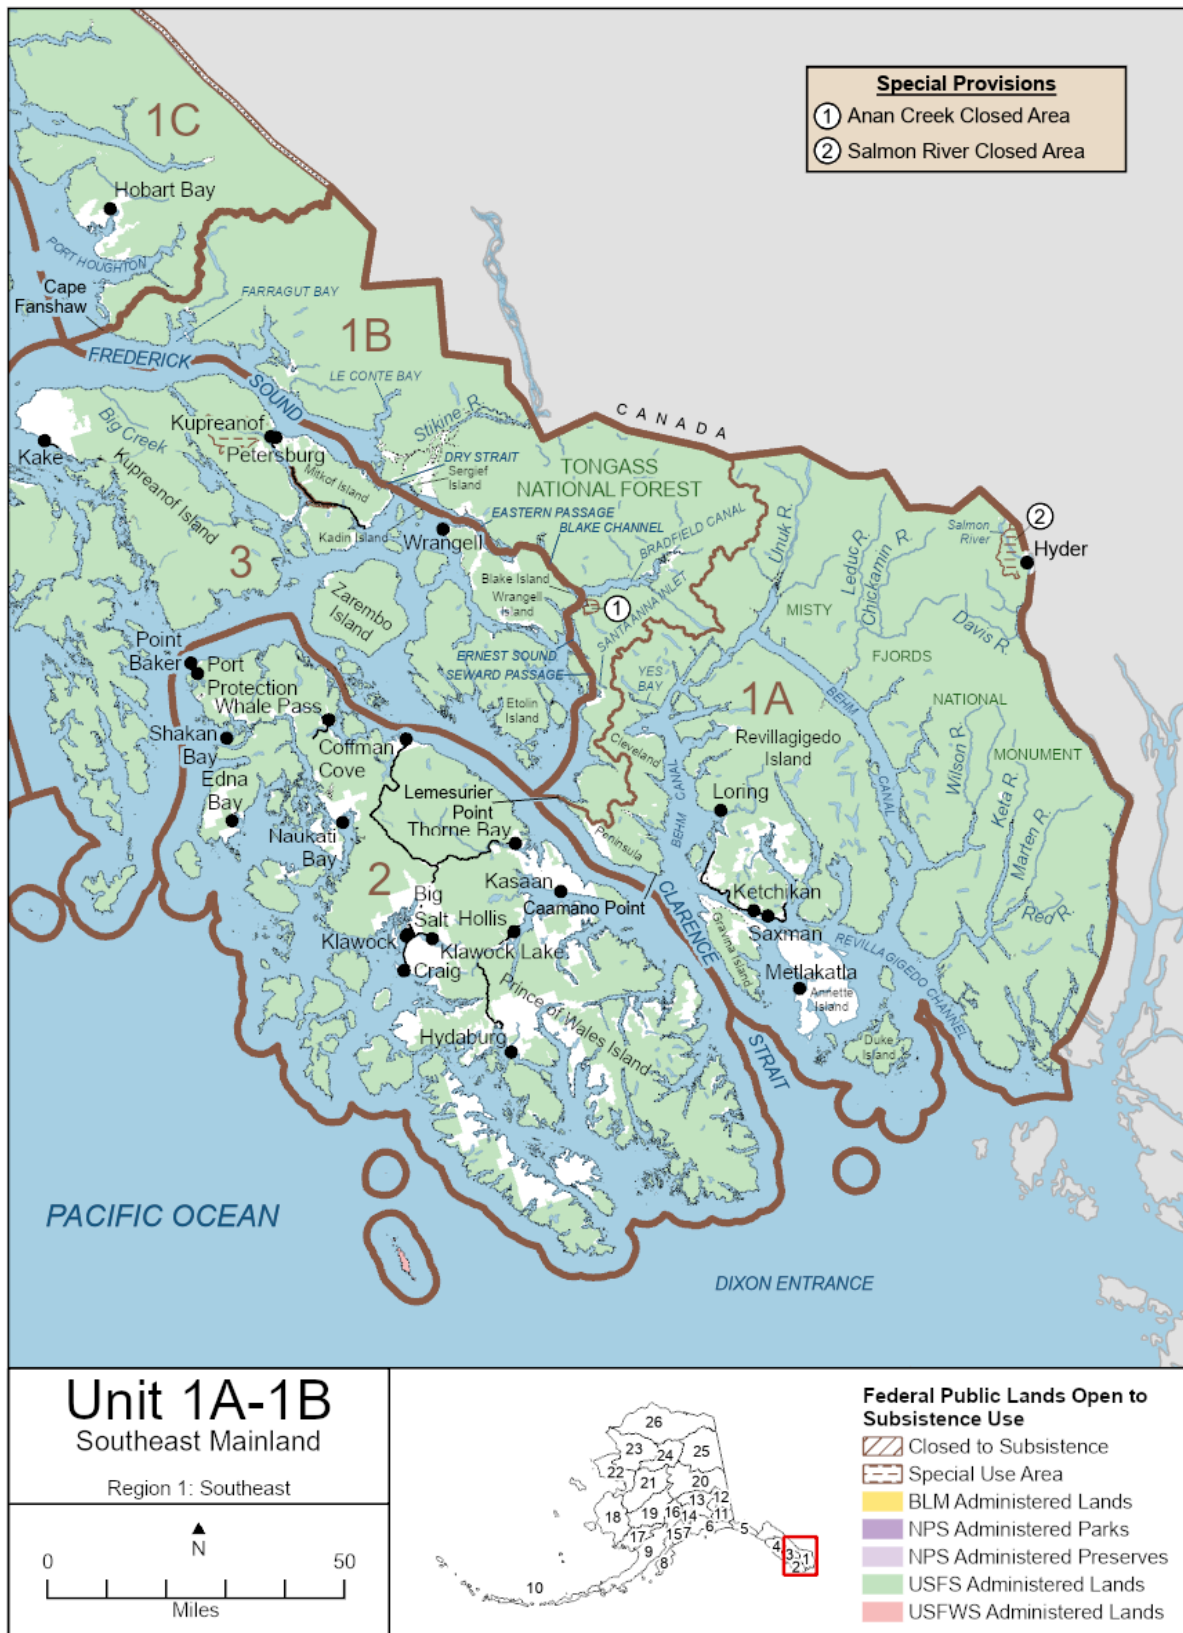 Special Provisions
1 Anan Creek Closed Area
2 Salmon River Closed Area
1C
Hobart Bay
PORT HOUGHTON
Cape
Fanshaw
FARRAGUT BAY
1B
FREDERICK
SOUND
LE CONTE BAY
Stikine R.
CANADA
Kupreanof
Petersburg
Big Creek
Kake
Kupreanof Island
Mitkof Island
DRY STRAIT
Sergief
Island
TONGASS
NATIONAL FOREST
EASTERN PASSAGE
BLAKE CHANNEL
BRADFIELD CANAL
Kadin Island
Wrangell
Unuk R.
Leduc R.
Chickamin R.
Salmon
River
2
Hyder
3
Blake Island
Wrangell
Island
1
SANTA ANNA INLET
Zarembo
Island
MISTY
Davis R.
Point
Baker
Port
Protection
ERNEST SOUND
SEWARD PASSAGE
YES
BAY
FJORDS
BEHM
CANAL
Whale Pass
Etolin
Island
1A
NATIONAL
Shakan
Bay
Coffman
Cove
Cleveland
Peninsula
Revillagigedo
Island
Wilson R.
MONUMENT
Edna
Bay
Lemesurier
Point
BEHM CANAL
Loring
Keta R.
Marten R.
Naukati
Bay
Thorne Bay
2
Big
Salt
Kasaan
Caamano Point
CLARENCE
STRAIT
Ketchikan
Saxman
Red R.
Hollis
Klawock
Klawock Lake
Gravina Island
REVILLAGIGEDO CHANNEL
Craig
Metlakatla
Annette
Island
Prince of Wales Island
Hydaburg
Duke
Island
PACIFIC OCEAN
DIXON ENTRANCE
Unit 1A-1B
Southeast Mainland
Region 1: Southeast
N
0 50
Miles
26
23
24
25
22
21
20
18
19
16
14
13
12
11
17
15
7
6
5
9
8
10
4
3
1
2
Federal Public Lands Open to
Subsistence Use
Closed to Subsistence
Special Use Area
BLM Administered Lands
NPS Administered Parks
NPS Administered Preserves
USFS Administered Lands
USFWS Administered Lands